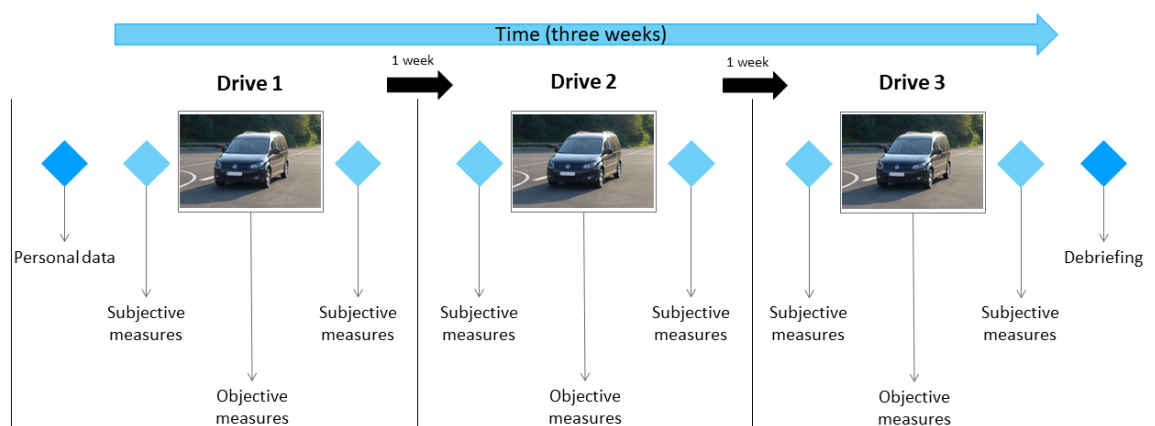 Time (three weeks)
1 week
1 week
Drive 1
Drive 2
Drive 3
Personal data
Debriefing
Subjective
measures
Subjective
measures
Subjective
measures
Subjective
measures
Subjective
measures
Subjective
measures
Objective
measures
Objective
measures
Objective
measures